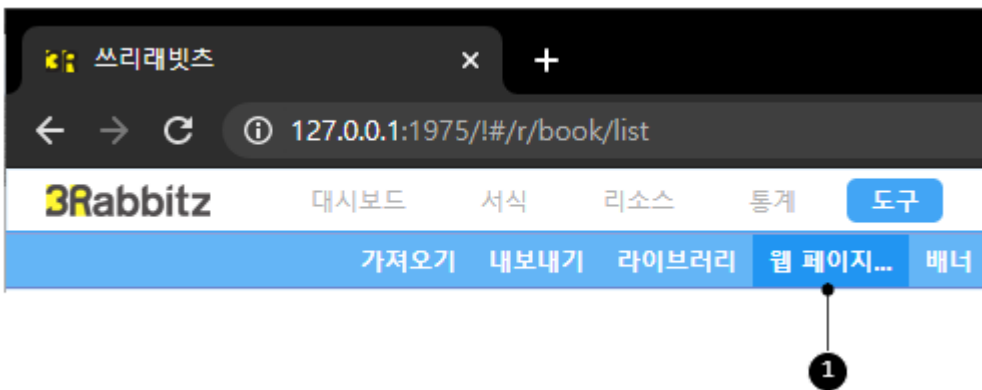 쓰리래빗츠
127.0.0.1:1975/!#/r/book/list
3Rabbitz 대시보드 서식 리소스 통계 도구
가져오기 내보내기 라이브러리 웹 페이지... 배너
1